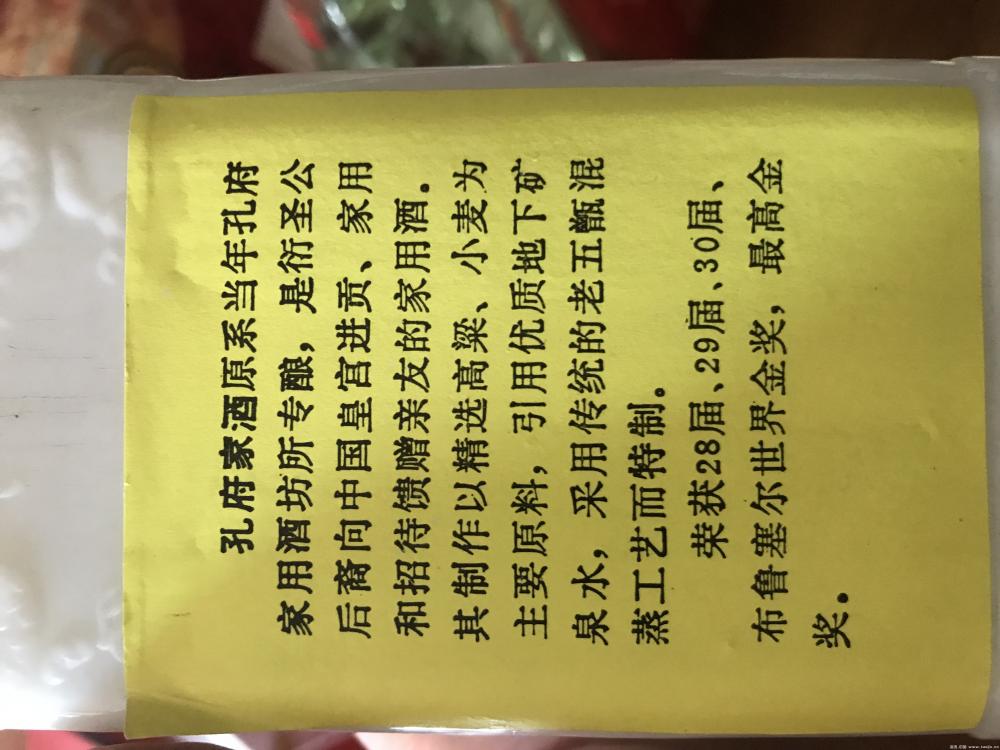 孔府家酒原系当年孔府
家用酒坊所专酿，是衍圣公
后裔向中国皇宫进贡、家用
和招待馈赠亲友的家用酒。
其制作以精选高粱、小麦为
主要原料，引用优质地下矿
泉水，采用传统的老五甑混
蒸工艺而特制。
荣获28届、29届、30届、
布鲁塞尔世界金奖，最高金
奖。